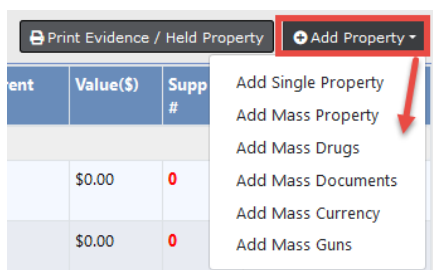 Print Evidence / Held Property
Add Property
ent
Value($)
Supp
#
Add Single Property
Add Mass Property
Add Mass Drugs
Add Mass Documents
Add Mass Currency
Add Mass Guns
$0.00
0
$0.00
0